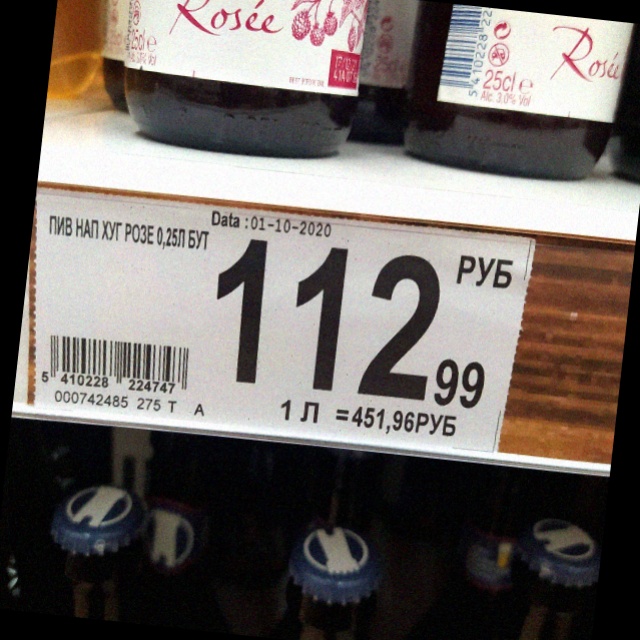 Rosée
25cl e
Alc 3.0% Vol
Rosé
Data : 01-10-2020
ПИВ НАП ХУГ РОЗЕ 0,25Л БУТ
112 99 РУБ
5 410228 224747
000742485 275 T A
1 Л =451,96РУБ